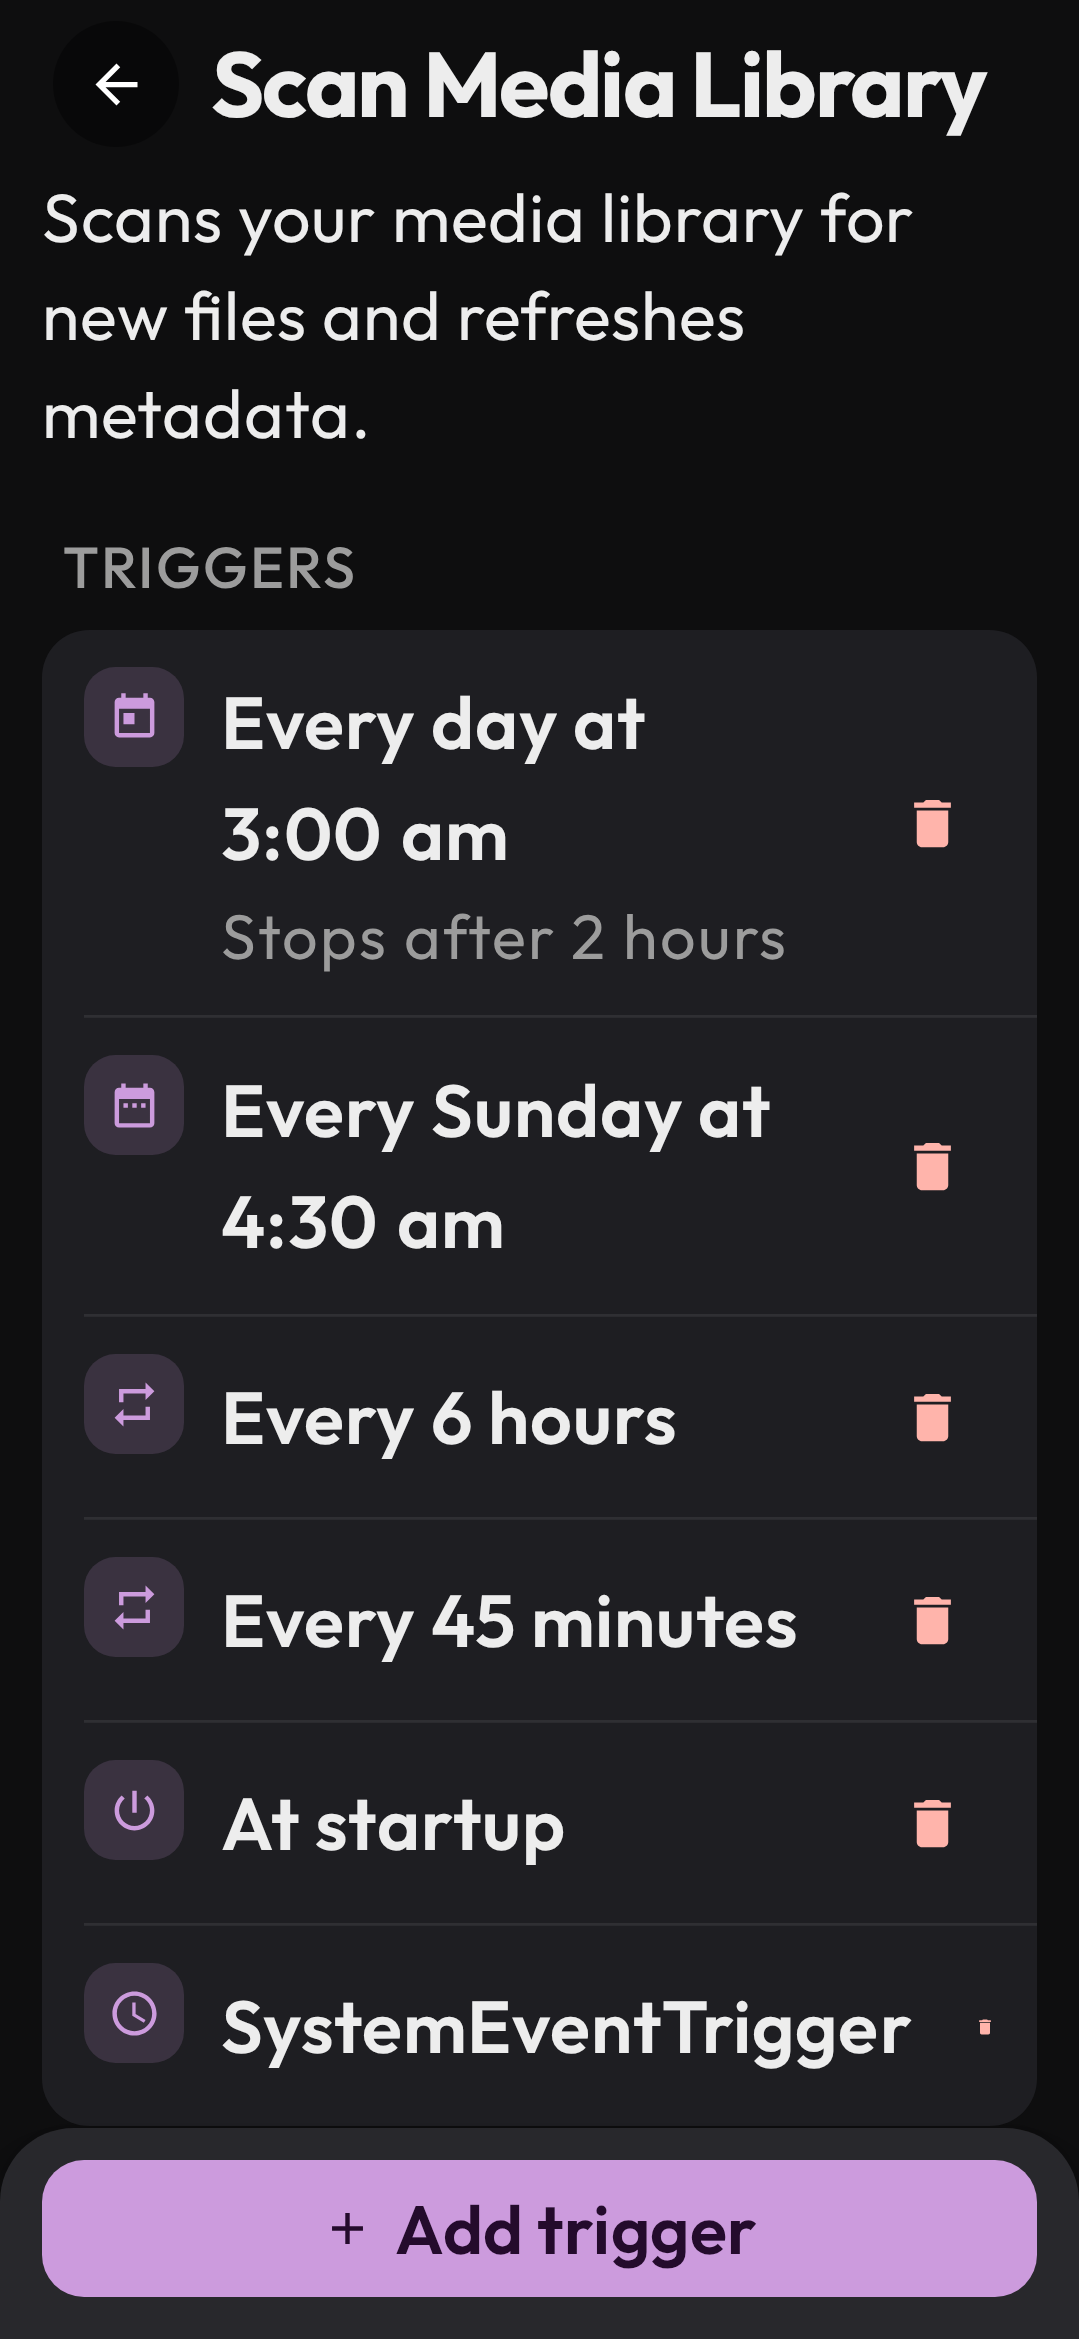 Scan Media Library
Scans your media library for
new files and refreshes
metadata.
TRIGGERS
Every day at
3:00 am
Stops after 2 hours
Every Sunday at
4:30 am
Every 6 hours
Every 45 minutes
At startup
SystemEventTrigger
+ Add trigger